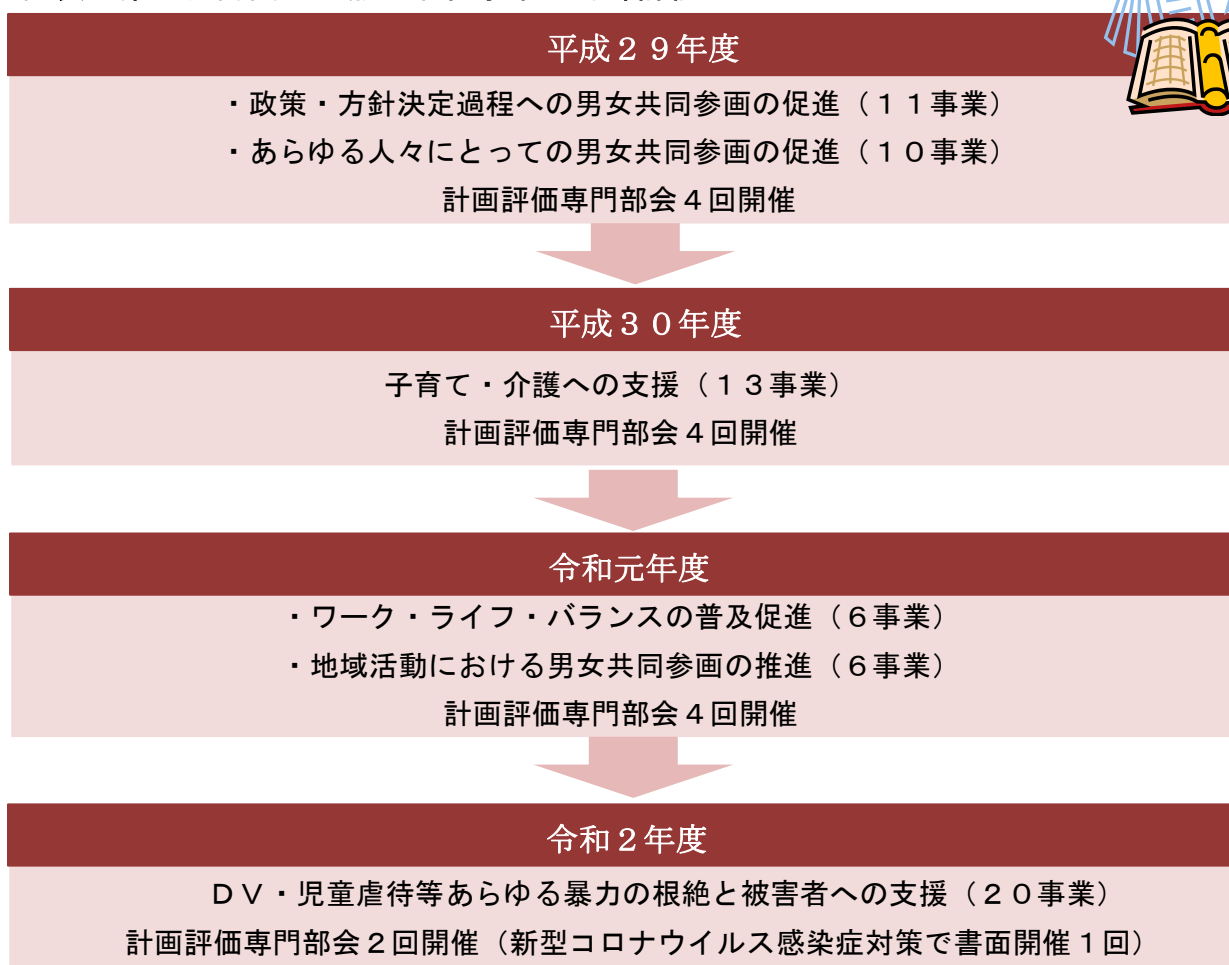 平成２９年度
・政策・方針決定過程への男女共同参画の促進（１１事業）
・あらゆる人々にとっての男女共同参画の促進（１０事業）
計画評価専門部会４回開催
平成３０年度
子育て・介護への支援（１３事業）
計画評価専門部会４回開催
令和元年度
・ワーク・ライフ・バランスの普及促進（６事業）
・地域活動における男女共同参画の推進（６事業）
計画評価専門部会４回開催
令和２年度
ＤＶ・児童虐待等あらゆる暴力の根絶と被害者への支援（２０事業）
計画評価専門部会２回開催（新型コロナウイルス感染症対策で書面開催１回）